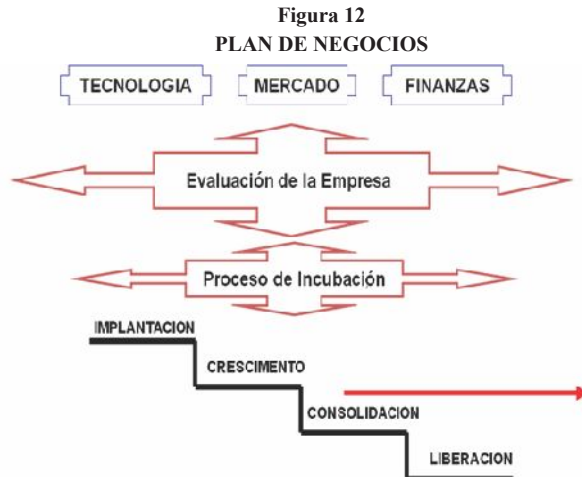 Figura 12
PLAN DE NEGOCIOS
TECNOLOGIA MERCADO FINANZAS
Evaluación de la Empresa
Proceso de Incubación
IMPLANTACION
CRESCIMENTO
CONSOLIDACION
LIBERACION